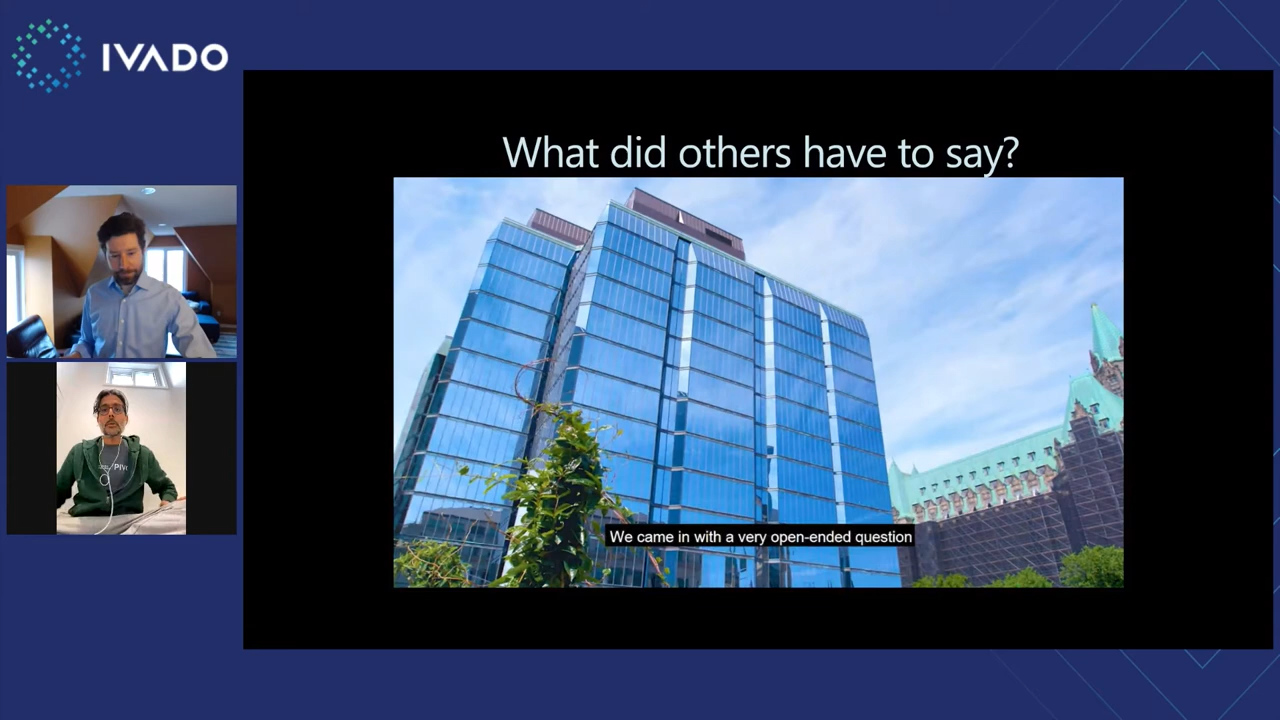 IVADO
What did others have to say?
We came in with a very open-ended question